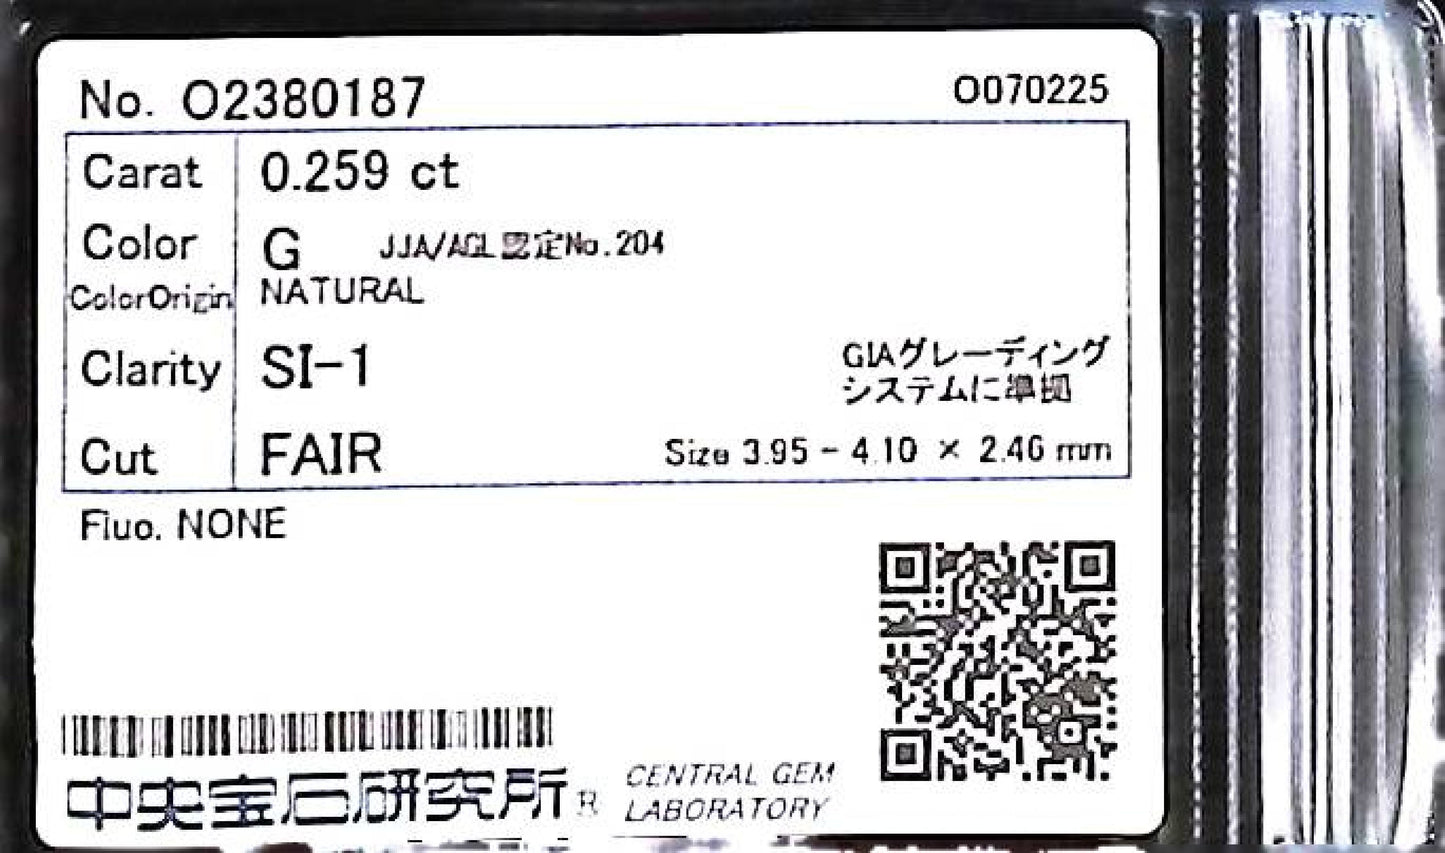 No. O2380187 O070225
Carat 0.259 ct
Color G JJA/AGL認定No.204
ColorOrigin NATURAL
Clarity SI-1 GIAグレーディング
システムに準拠
Cut FAIR Size 3.95 - 4.10 × 2.46 mm
Fluo. NONE
中央宝石研究所® CENTRAL GEM
LABORATORY